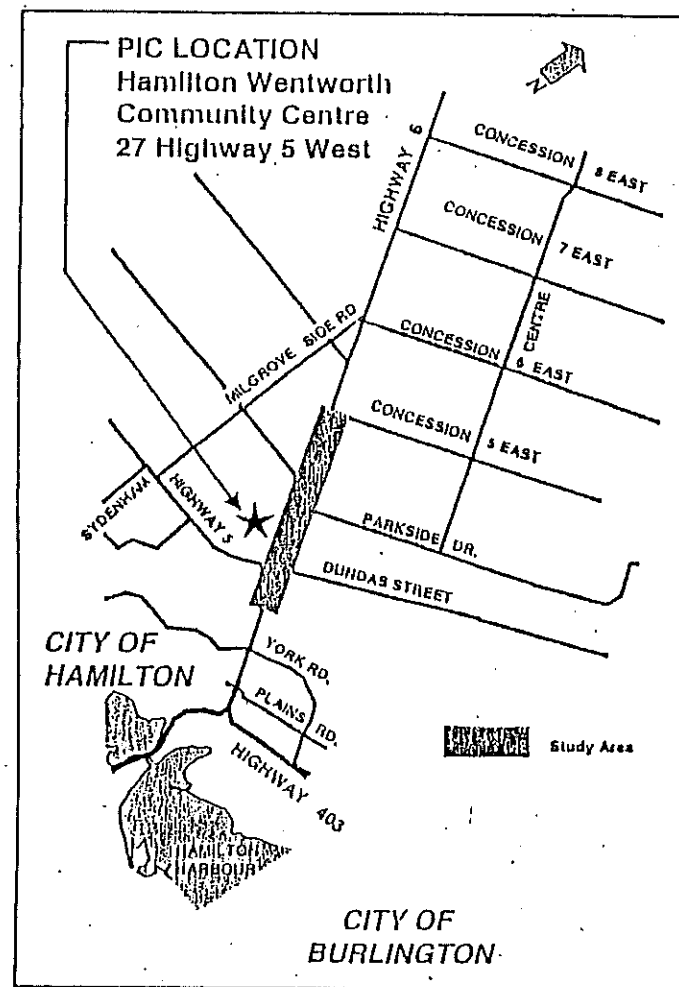 PIC LOCATION
Hamilton Wentworth
Community Centre
27 Highway 5 West
N
HIGHWAY 6
CONCESSION 8 EAST
CONCESSION 7 EAST
CENTRE
MILGROVE SIDE RD
CONCESSION 6 EAST
CONCESSION 5 EAST
SYDENHAM
HIGHWAY 5
PARKSIDE DR.
DUNDAS STREET
CITY OF
HAMILTON
YORK RD.
PLAINS RD.
HIGHWAY 403
Study Area
HAMILTON
HARBOUR
CITY OF
BURLINGTON